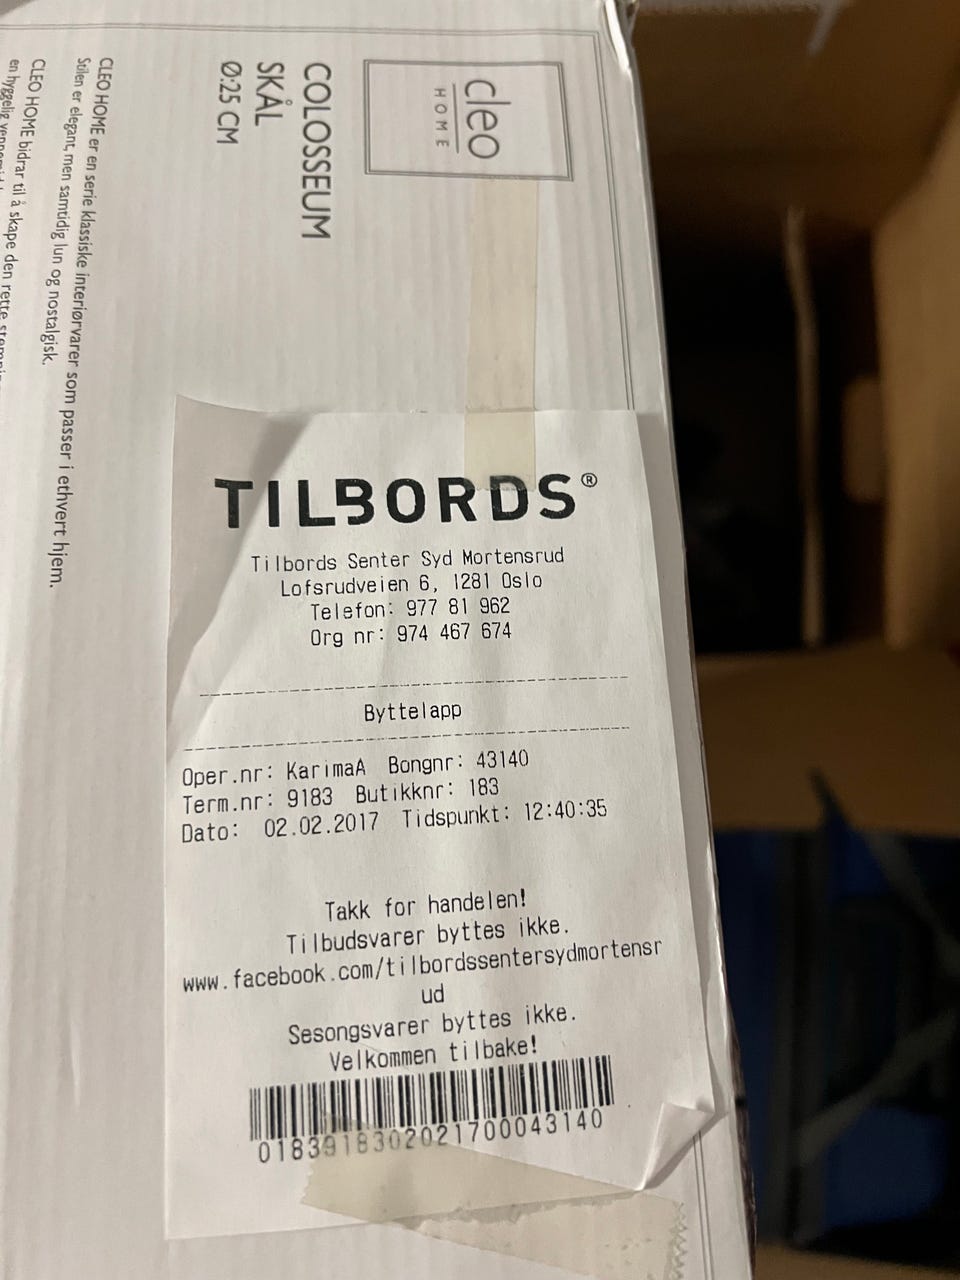 cleo
HOME
COLOSSEUM
SKÅL
Ø:25 CM
CLEO HOME er en serie klassiske interiørvarer som passer i ethvert hjem.
Stilen er elegant, men samtidig lun og nostalgisk.
CLEO HOME bidrar til å skape den rette
en hyggelig
TILBORDS®
Tilbords Senter Syd Mortensrud
Lofsrudveien 6, 1281 Oslo
Telefon: 977 81 962
Org nr: 974 467 674
Byttelapp
Oper.nr: KarimaA Bongnr: 43140
Term.nr: 9183 Butikknr: 183
Dato: 02.02.2017 Tidspunkt: 12:40:35
Takk for handelen!
Tilbudsvarer byttes ikke.
www.facebook.com/tilbordssentersydmortensr
ud
Sesongsvarer byttes ikke.
Velkommen tilbake!
0183918302021700043140